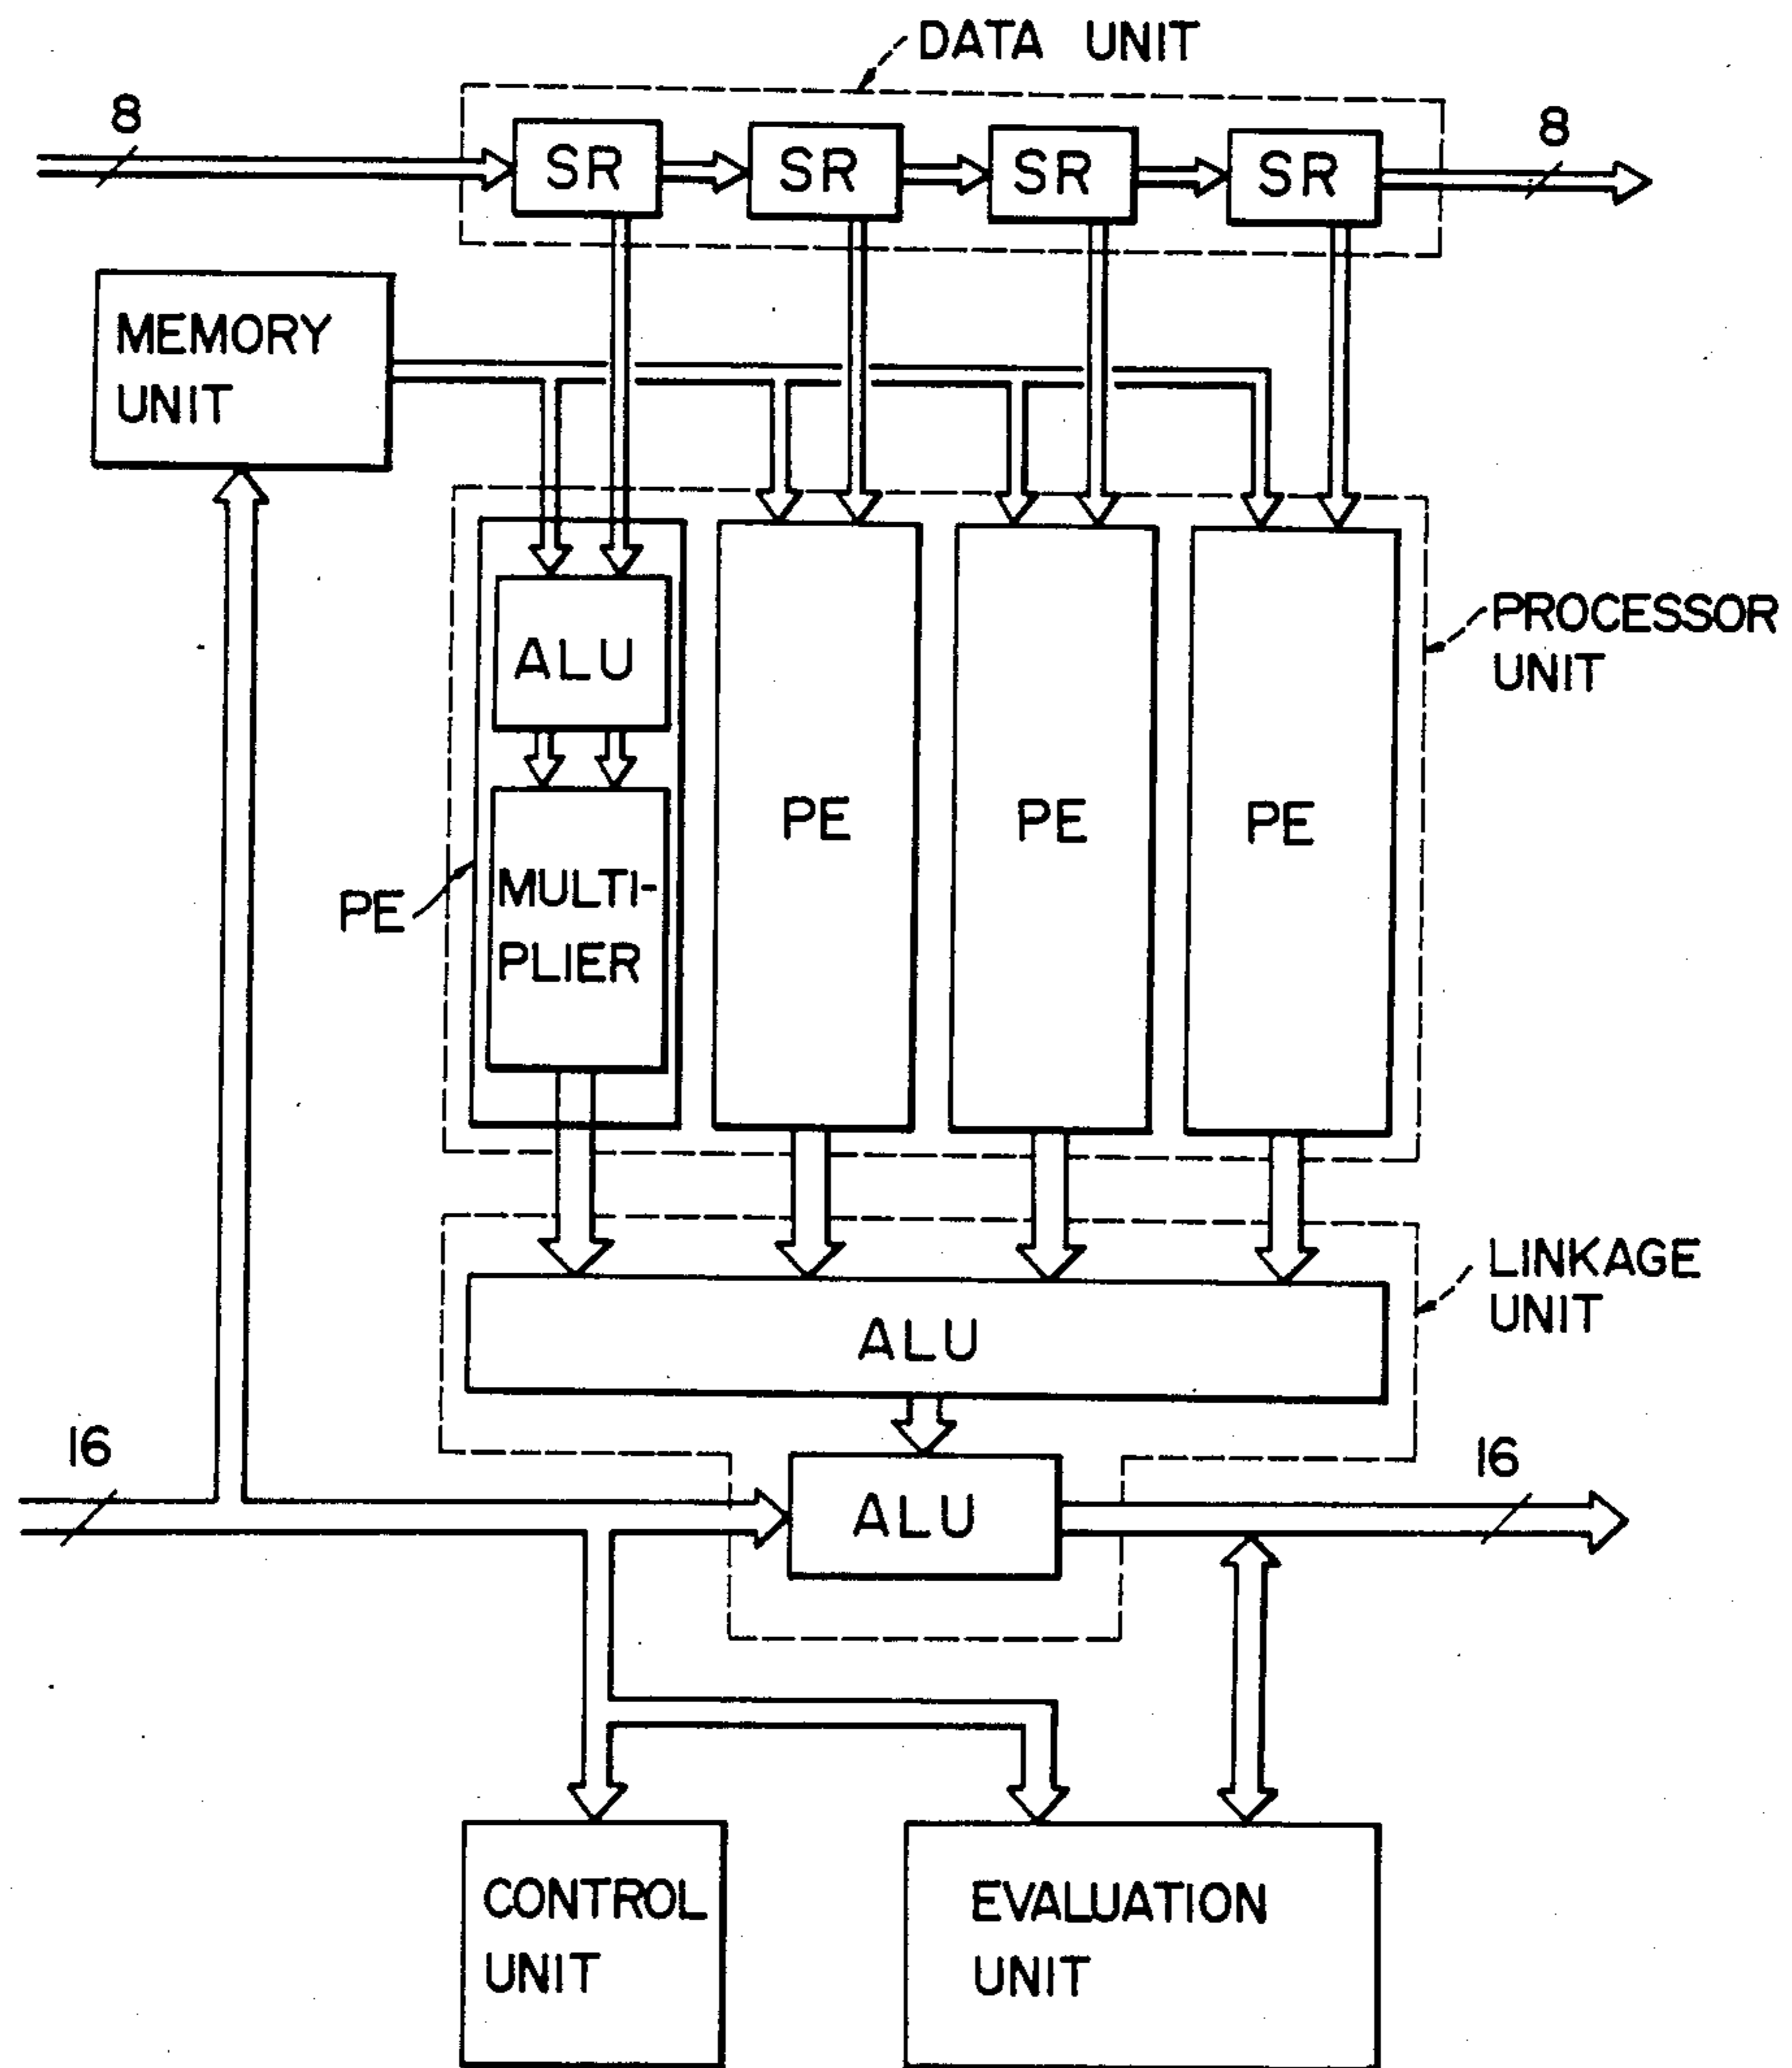 DATA UNIT
8
8
SR
SR
SR
SR
MEMORY
UNIT
PROCESSOR
UNIT
ALU
PE
PE
PE
PE
MULTI-
PLIER
LINKAGE
UNIT
ALU
16
16
ALU
CONTROL
UNIT
EVALUATION
UNIT